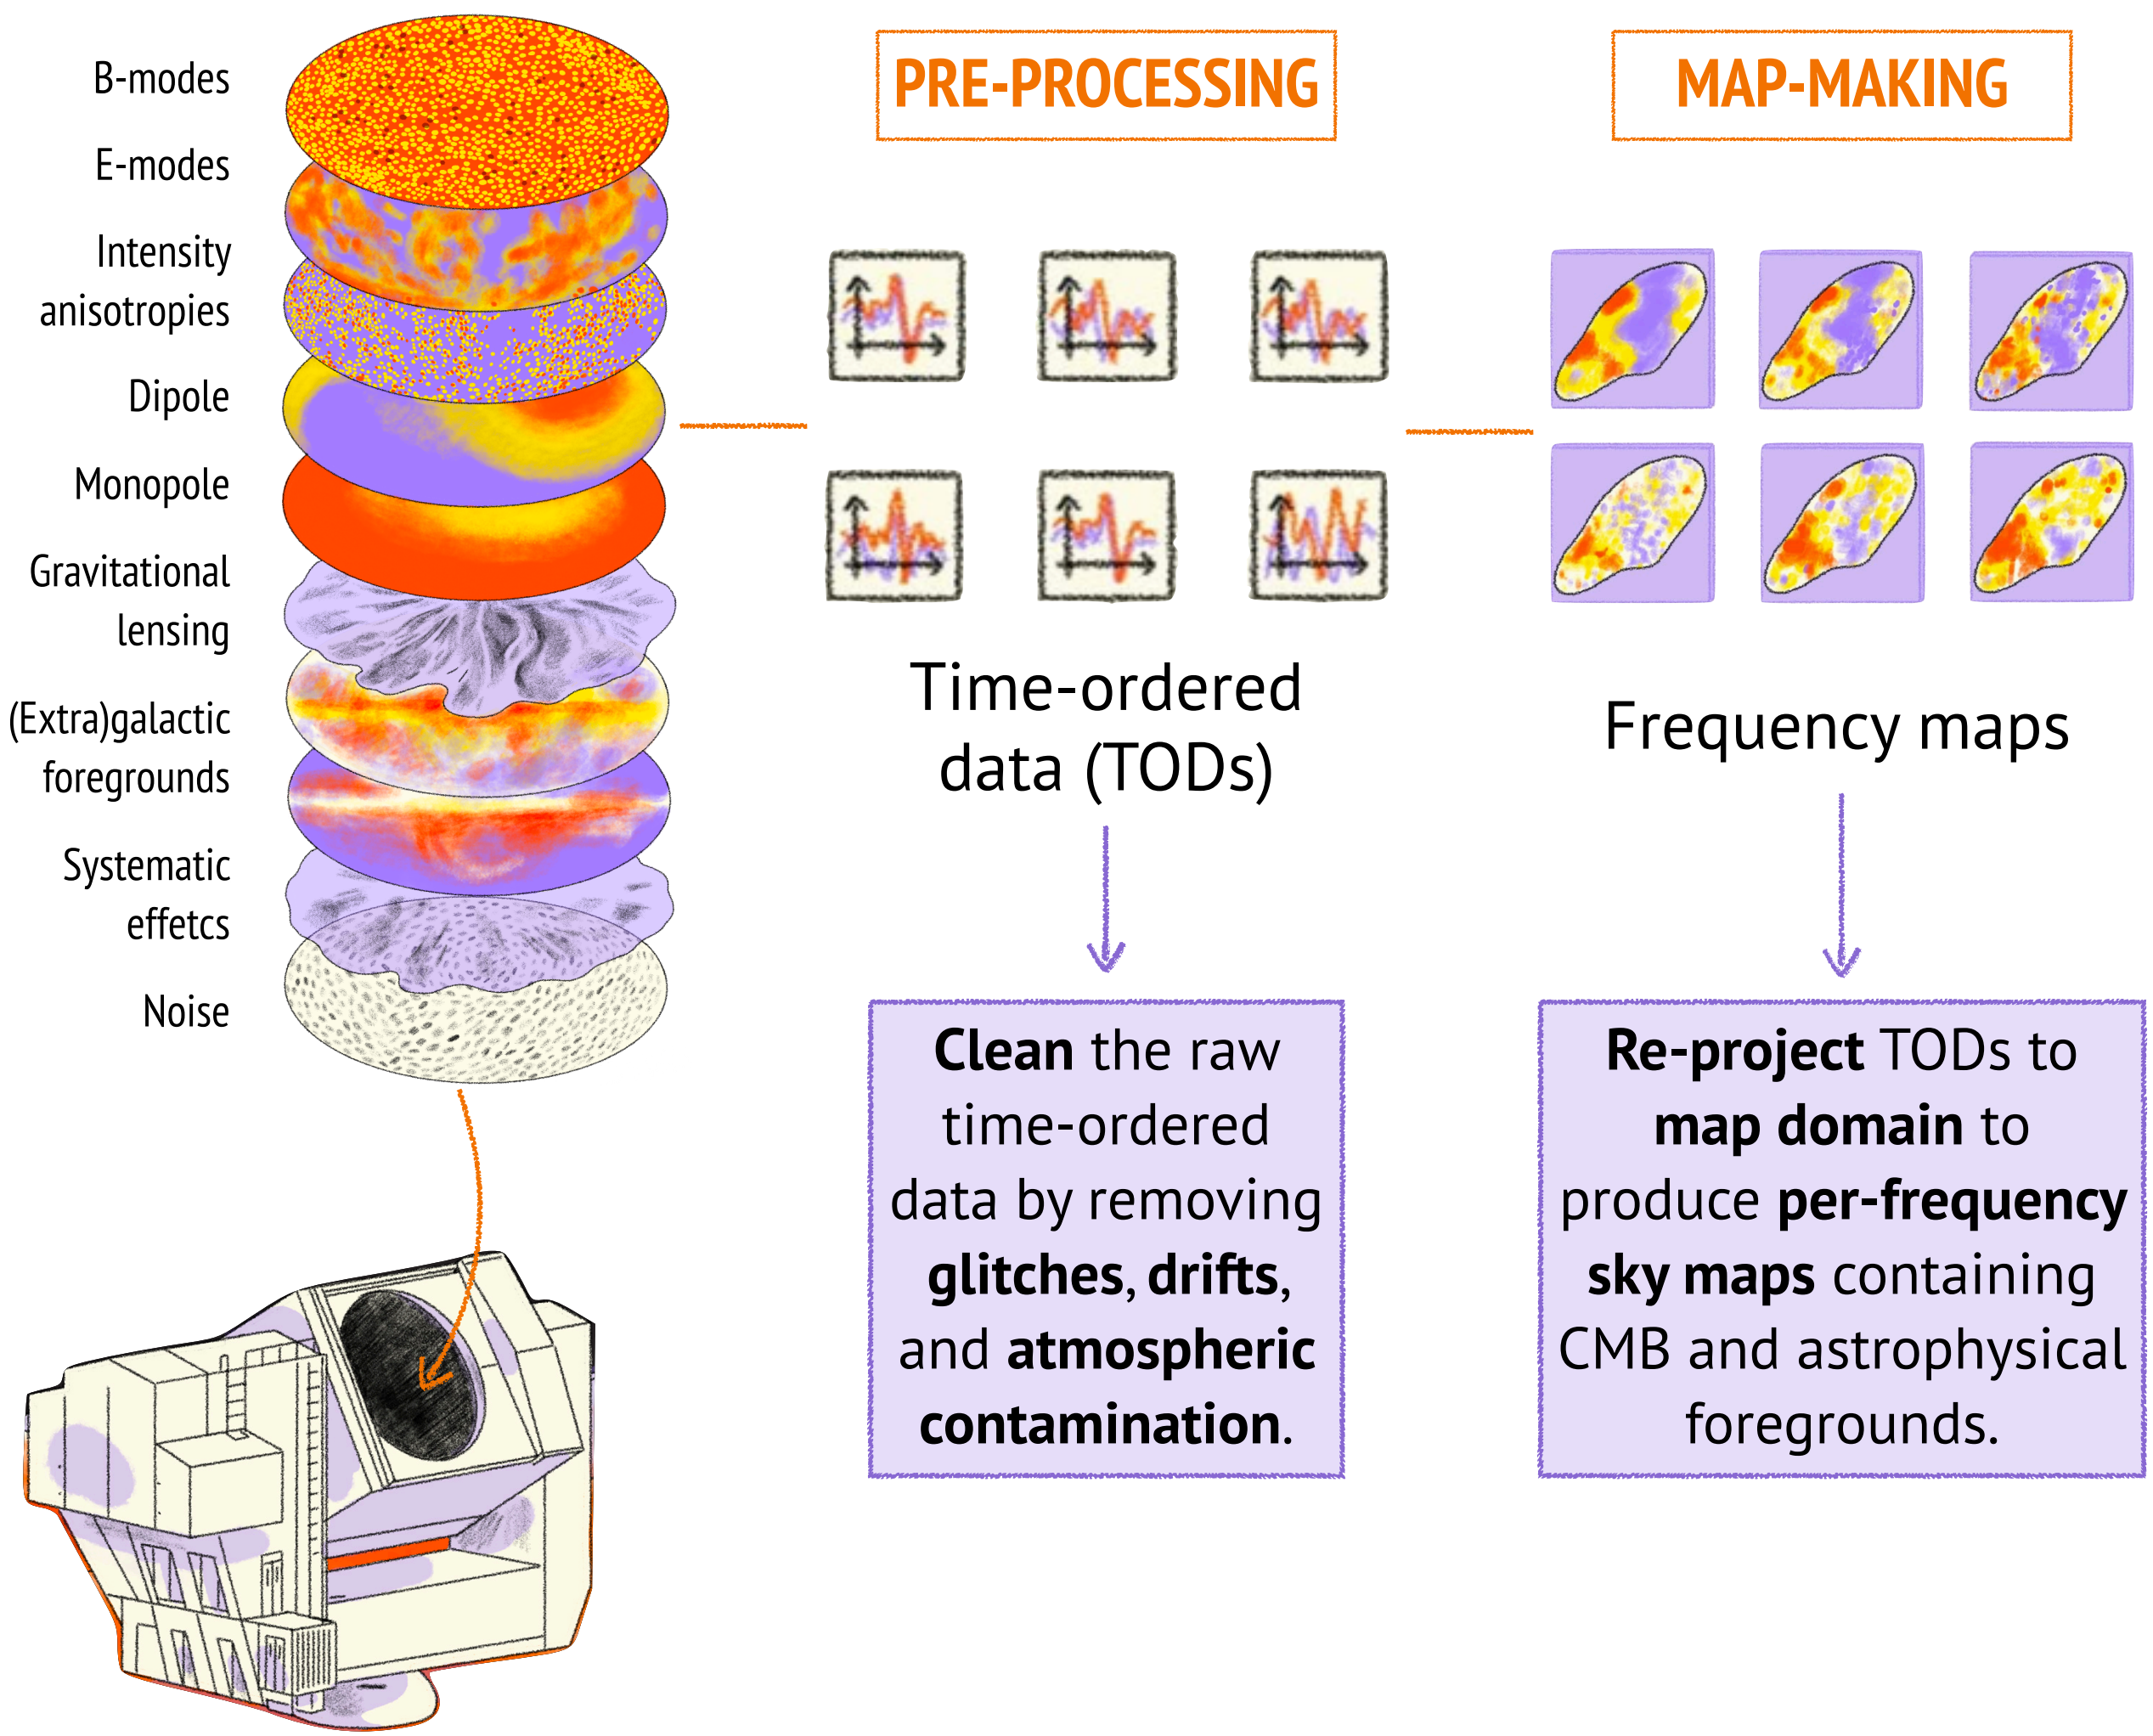 B-modes
E-modes
Intensity
anisotropies
Dipole
Monopole
Gravitational
lensing
(Extra)galactic
foregrounds
Systematic
effetcs
Noise
PRE-PROCESSING
Time-ordered
data (TODs)
Clean the raw
time-ordered
data by removing
glitches, drifts,
and atmospheric
contamination.
MAP-MAKING
Frequency maps
Re-project TODs to
map domain to
produce per-frequency
sky maps containing
CMB and astrophysical
foregrounds.